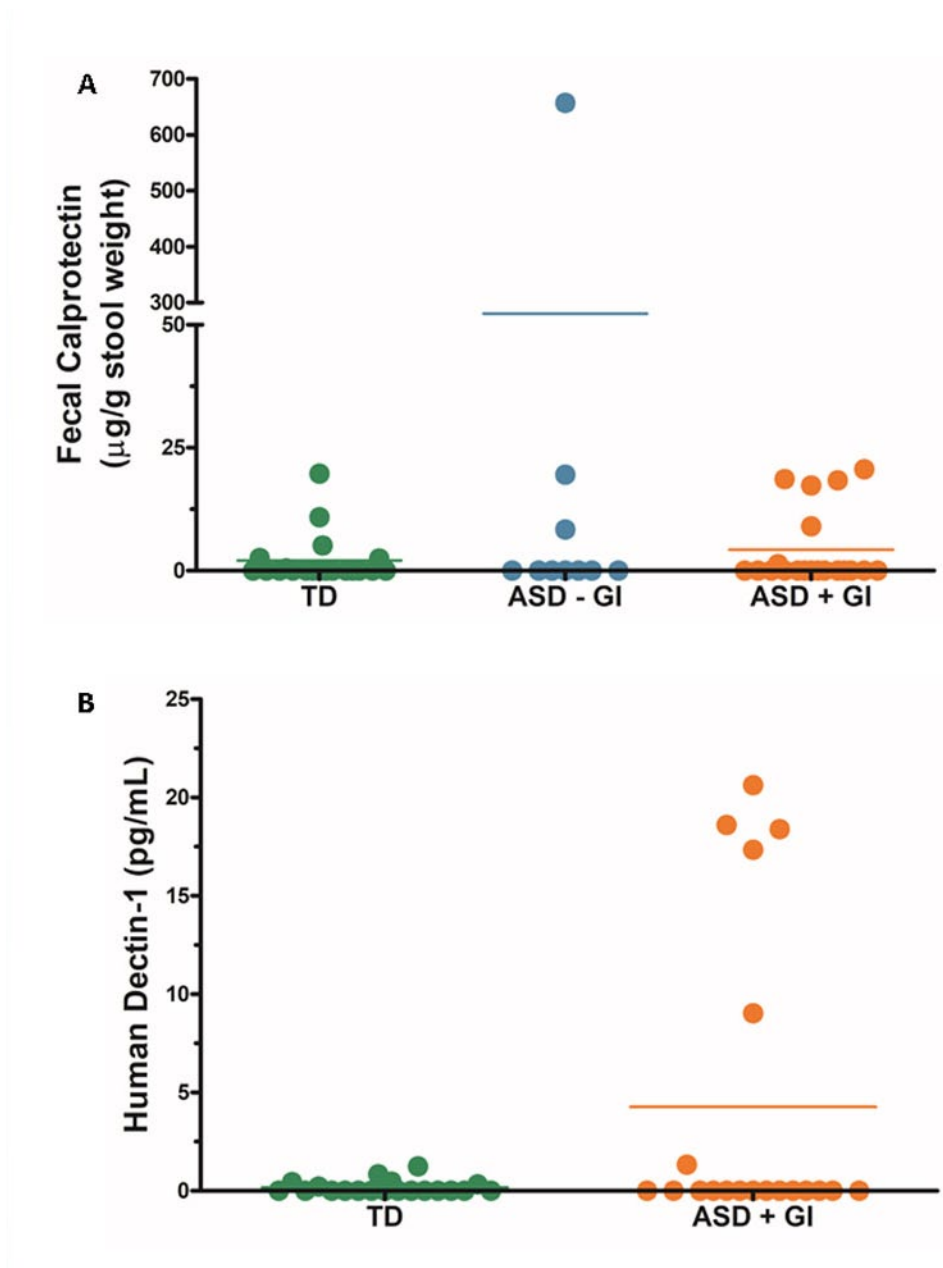 A
Fecal Calprotectin
(μg/g stool weight)
700
600
500
400
300
50
25
0
TD
ASD - GI
ASD + GI
B
Human Dectin-1 (pg/mL)
25
20
15
10
5
0
TD
ASD + GI